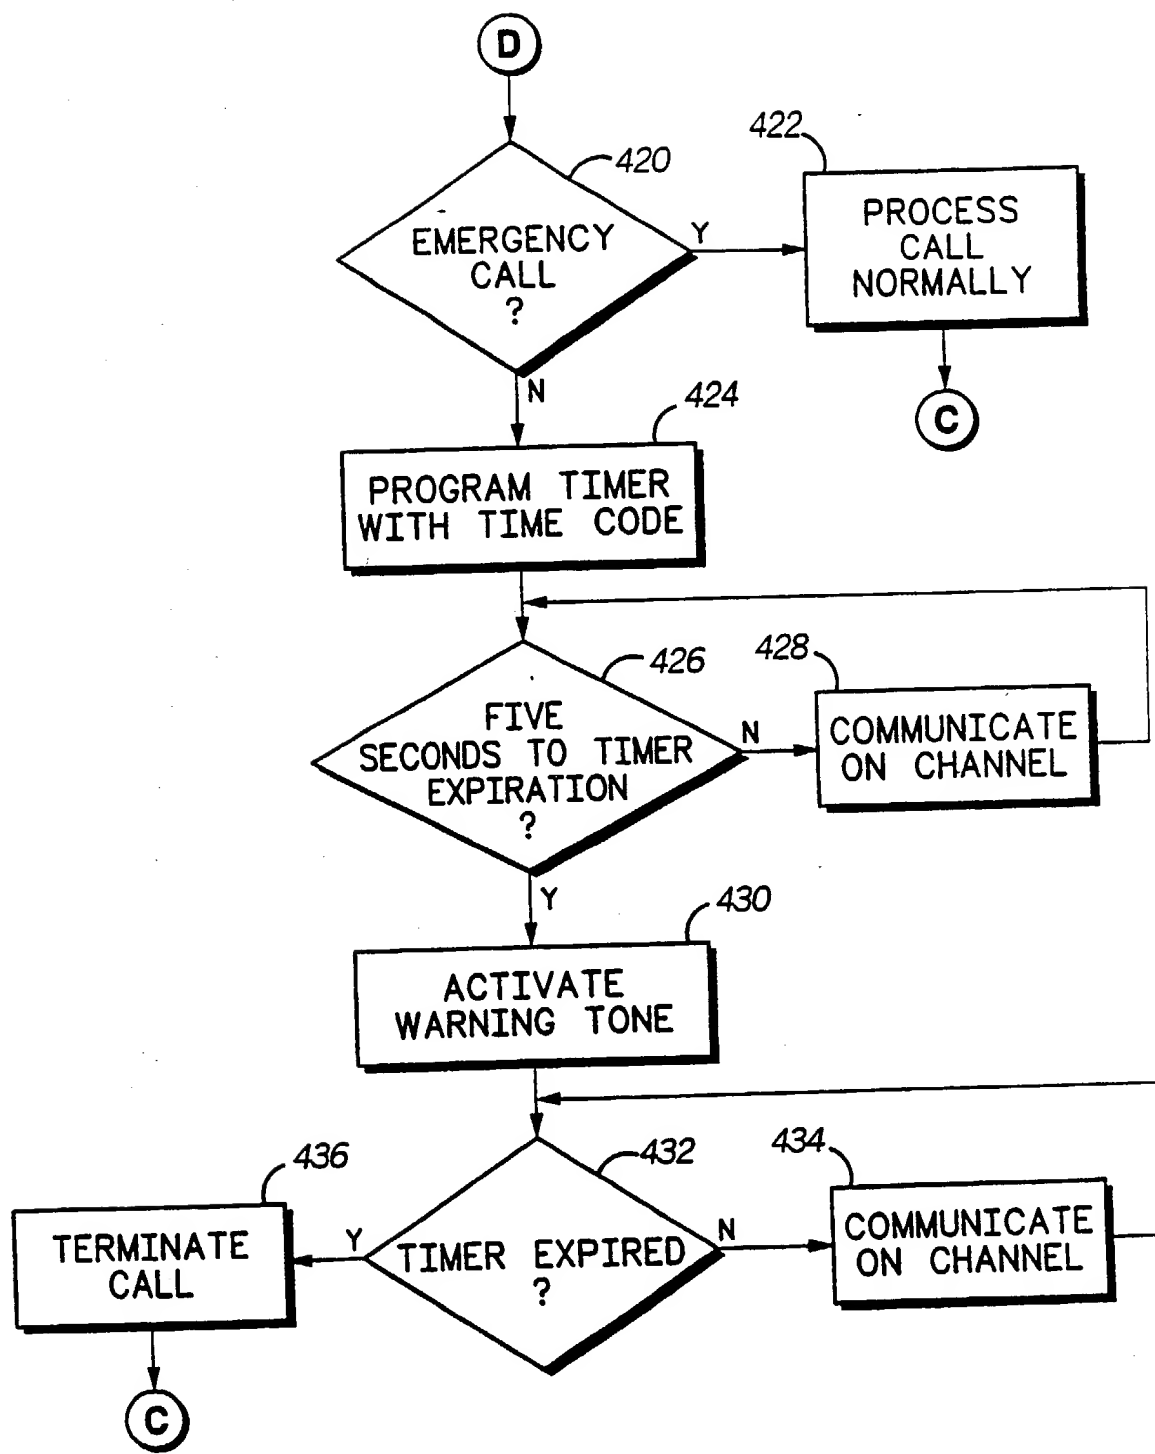 D
420
EMERGENCY
CALL
?
Y
422
PROCESS
CALL
NORMALLY
C
N
424
PROGRAM TIMER
WITH TIME CODE
426
FIVE
SECONDS TO TIMER
EXPIRATION
?
N
428
COMMUNICATE
ON CHANNEL
Y
430
ACTIVATE
WARNING TONE
432
TIMER EXPIRED
?
N
434
COMMUNICATE
ON CHANNEL
Y
436
TERMINATE
CALL
C